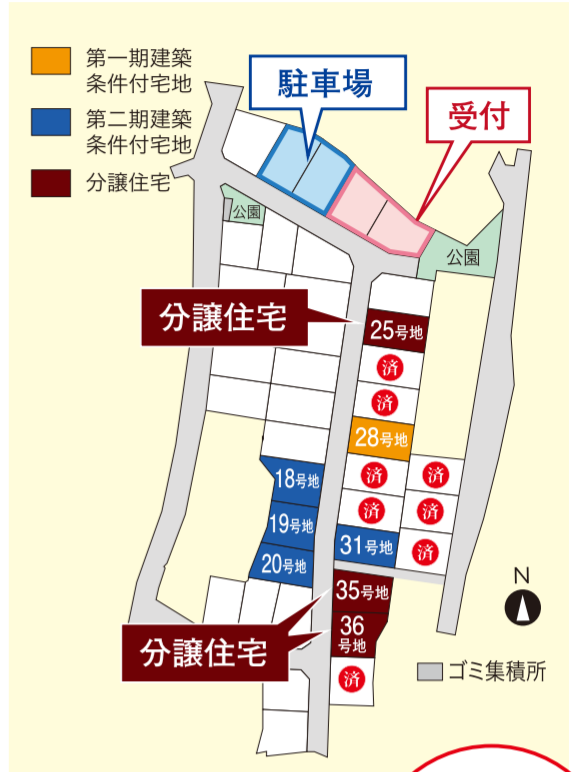 第一期建築
条件付宅地
第二期建築
条件付宅地
分譲住宅
駐車場
受付
公園
公園
分譲住宅
25号地
済
済
28号地
済
済
18号地
済
済
19号地
31号地
済
20号地
35号地
36
号地
分譲住宅
済
N
ゴミ集積所